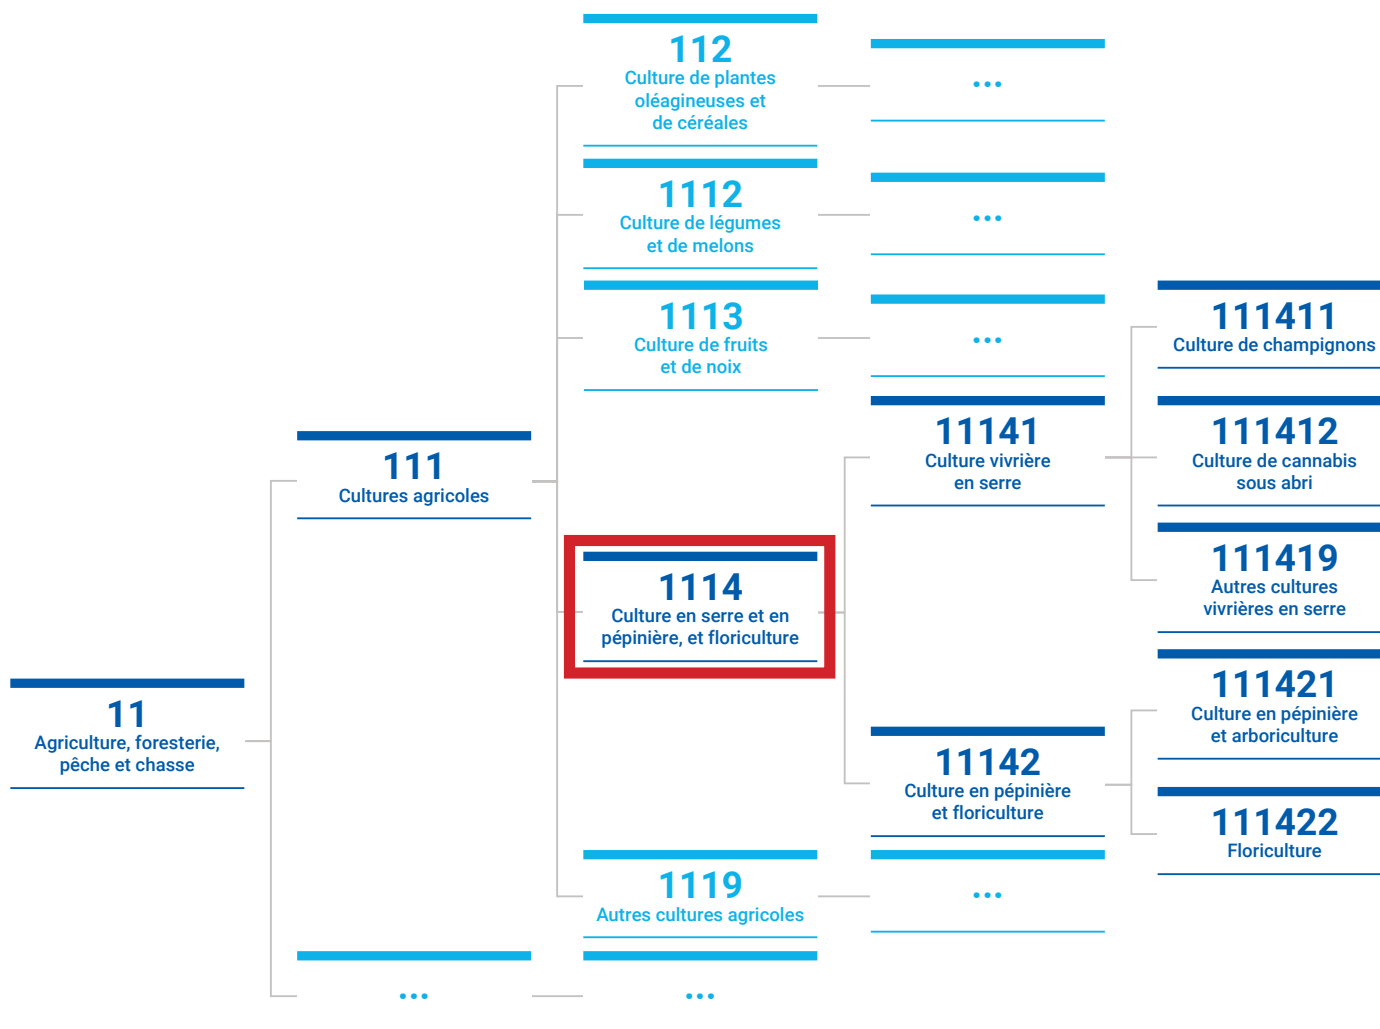 112
Culture de plantes
oléagineuses et
de céréales
...
1112
Culture de légumes
et de melons
...
1113
Culture de fruits
et de noix
...
111411
Culture de champignons
11141
Culture vivrière
en serre
111412
Culture de cannabis
sous abri
111
Cultures agricoles
1114
Culture en serre et en
pépinière, et floriculture
111419
Autres cultures
vivrières en serre
11
Agriculture, foresterie,
pêche et chasse
111421
Culture en pépinière
et arboriculture
11142
Culture en pépinière
et floriculture
111422
Floriculture
1119
Autres cultures agricoles
...
...
...